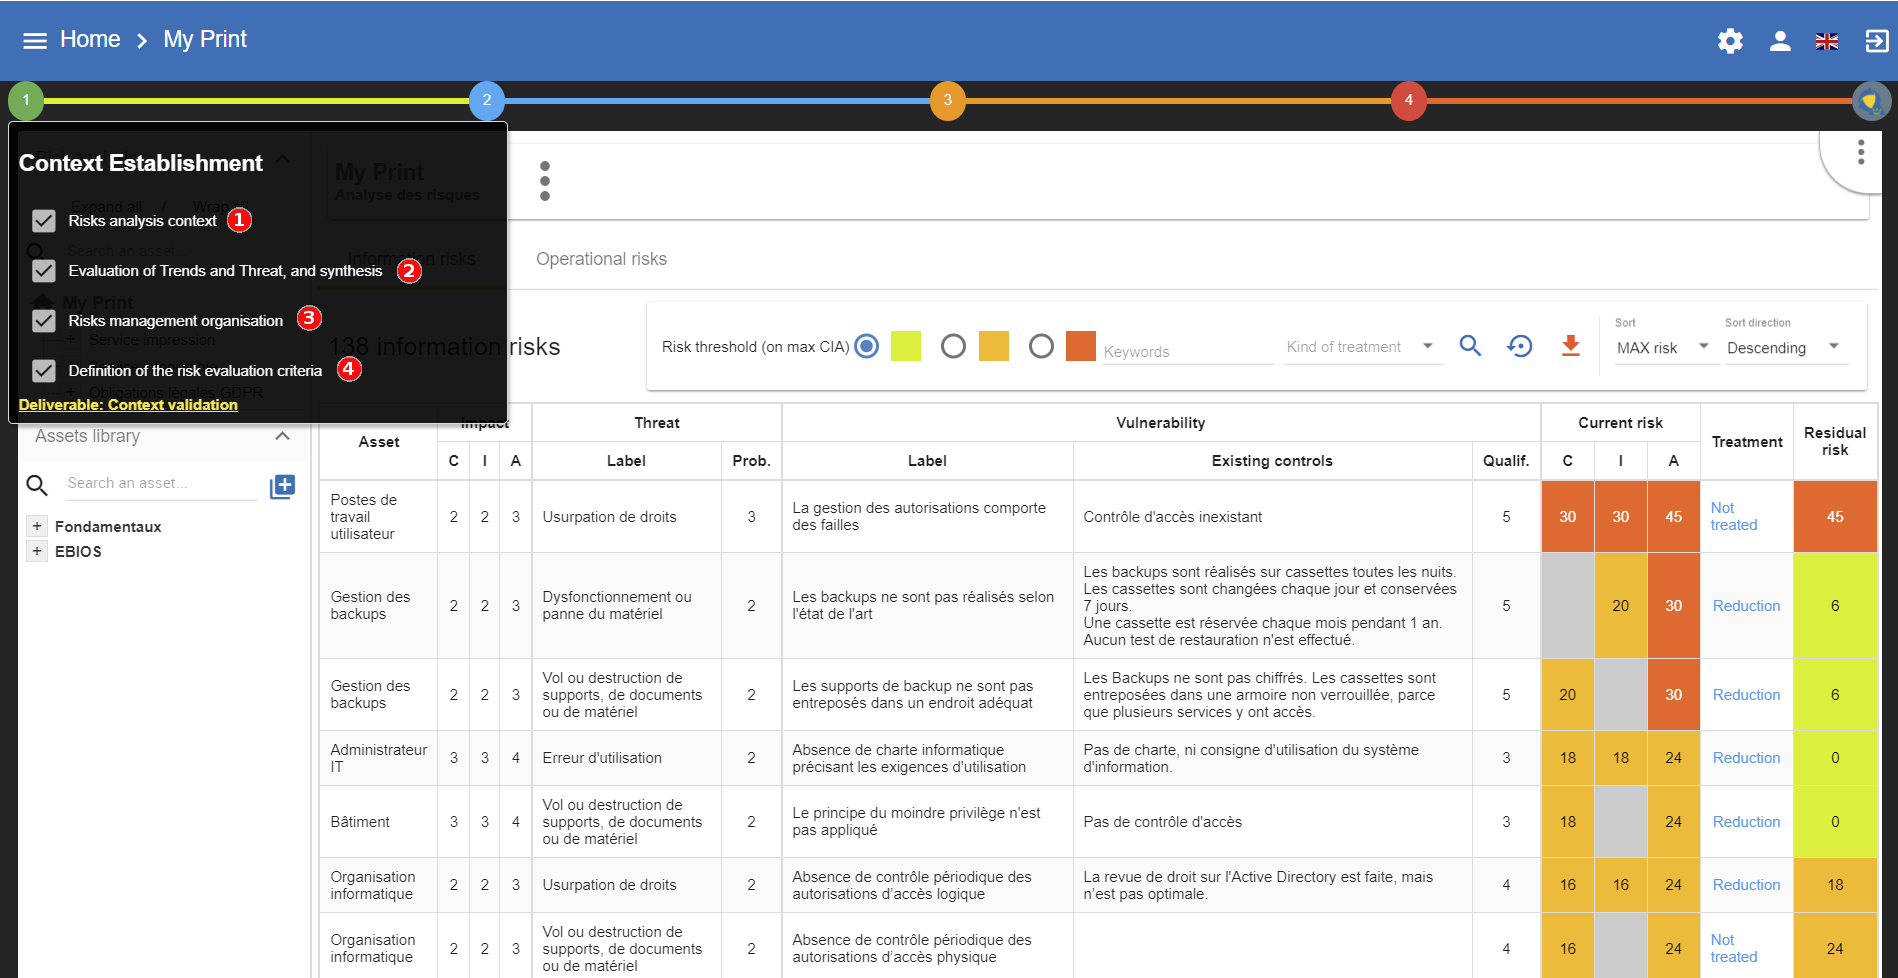 Home > My Print
1 2 3 4
Context Establishment
Expand all / Wrap all
Risks analysis context 1
Search an asset...
Evaluation of Trends and Threat, and synthesis 2
My Print
Risks management organisation 3
+ Service impression
Definition of the risk evaluation criteria 4
+ Obligations légales GDPR
Deliverable: Context validation
Assets library
Search an asset...
+ Fondamentaux
+ EBIOS
My Print
Analyse des risques
Information risks
Operational risks
138 information risks
Risk threshold (on max CIA)
Keywords
Kind of treatment
Sort
MAX risk
Sort direction
Descending
Asset Impact Threat Vulnerability Current risk Treatment Residual risk
C I A Label Prob. Label Existing controls Qualif. C I A
Postes de travail utilisateur 2 2 3 Usurpation de droits 3 La gestion des autorisations comporte des failles Contrôle d'accès inexistant 5 30 30 45 Not treated 45
Gestion des backups 2 2 3 Dysfonctionnement ou panne du matériel 2 Les backups ne sont pas réalisés selon l'état de l'art Les backups sont réalisés sur cassettes toutes les nuits. Les cassettes sont changées chaque jour et conservées 7 jours. Une cassette est réservée chaque mois pendant 1 an. Aucun test de restauration n'est effectué. 5 20 30 Reduction 6
Gestion des backups 2 2 3 Vol ou destruction de supports, de documents ou de matériel 2 Les supports de backup ne sont pas entreposés dans un endroit adéquat Les Backups ne sont pas chiffrés. Les cassettes sont entreposées dans une armoire non verrouillée, parce que plusieurs services y ont accès. 5 20 30 Reduction 6
Administrateur IT 3 3 4 Erreur d'utilisation 2 Absence de charte informatique précisant les exigences d'utilisation Pas de charte, ni consigne d'utilisation du système d'information. 3 18 18 24 Reduction 0
Bâtiment 3 3 4 Vol ou destruction de supports, de documents ou de matériel 2 Le principe du moindre privilège n'est pas appliqué Pas de contrôle d'accès 3 18 24 Reduction 0
Organisation informatique 2 2 3 Usurpation de droits 2 Absence de contrôle périodique des autorisations d'accès logique La revue de droit sur l'Active Directory est faite, mais n'est pas optimale. 4 16 16 24 Reduction 18
Organisation informatique 2 2 3 Vol ou destruction de supports, de documents ou de matériel 2 Absence de contrôle périodique des autorisations d'accès physique 4 16 24 Not treated 24